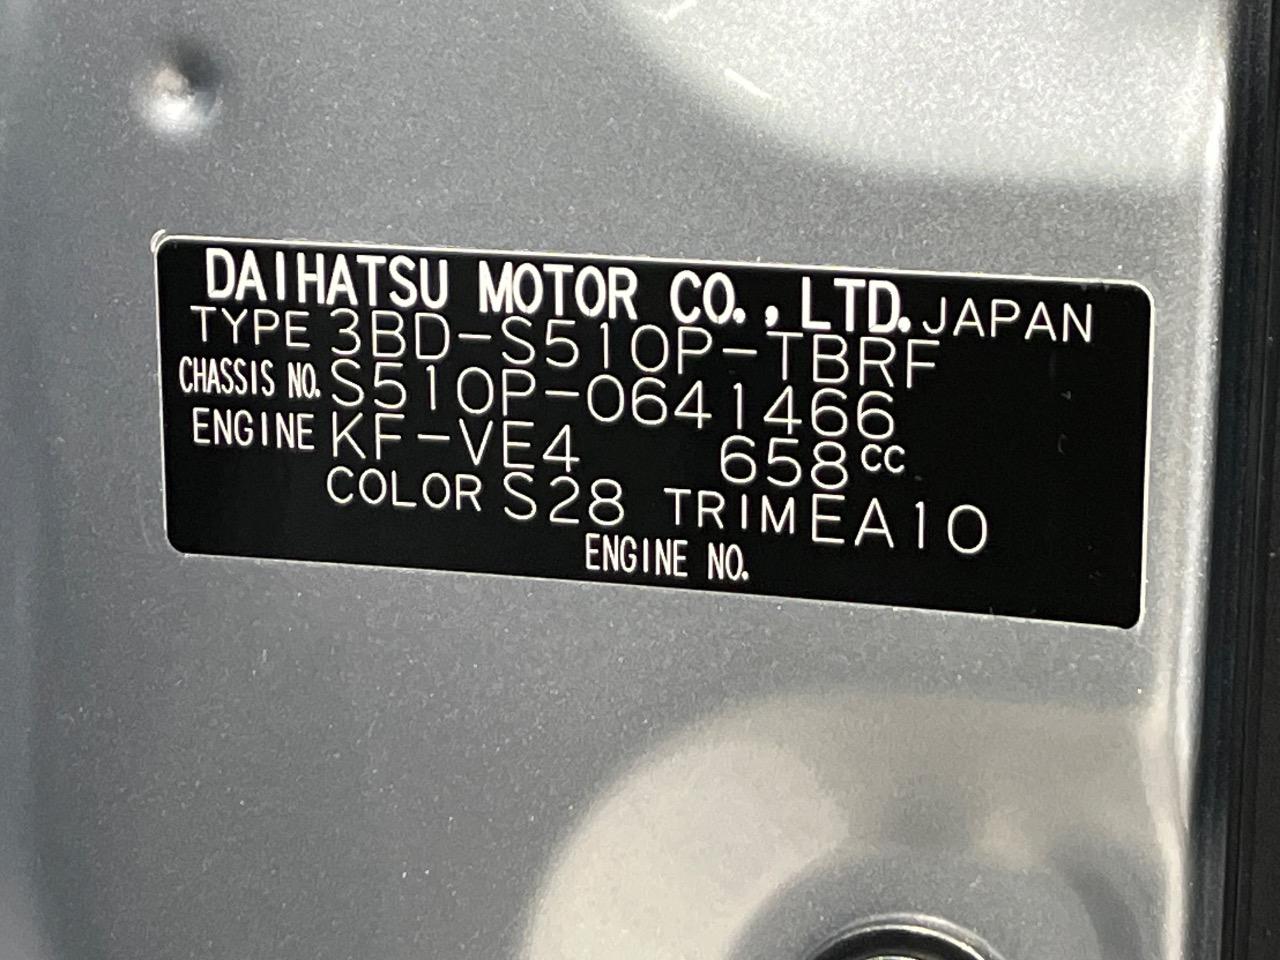 DAIHATSU MOTOR CO., LTD. JAPAN
TYPE 3BD-S510P-TBRF
CHASSIS NO. S510P-0641466
ENGINE KF-VE4 658cc
COLOR S28 TRIM EA10
ENGINE NO.